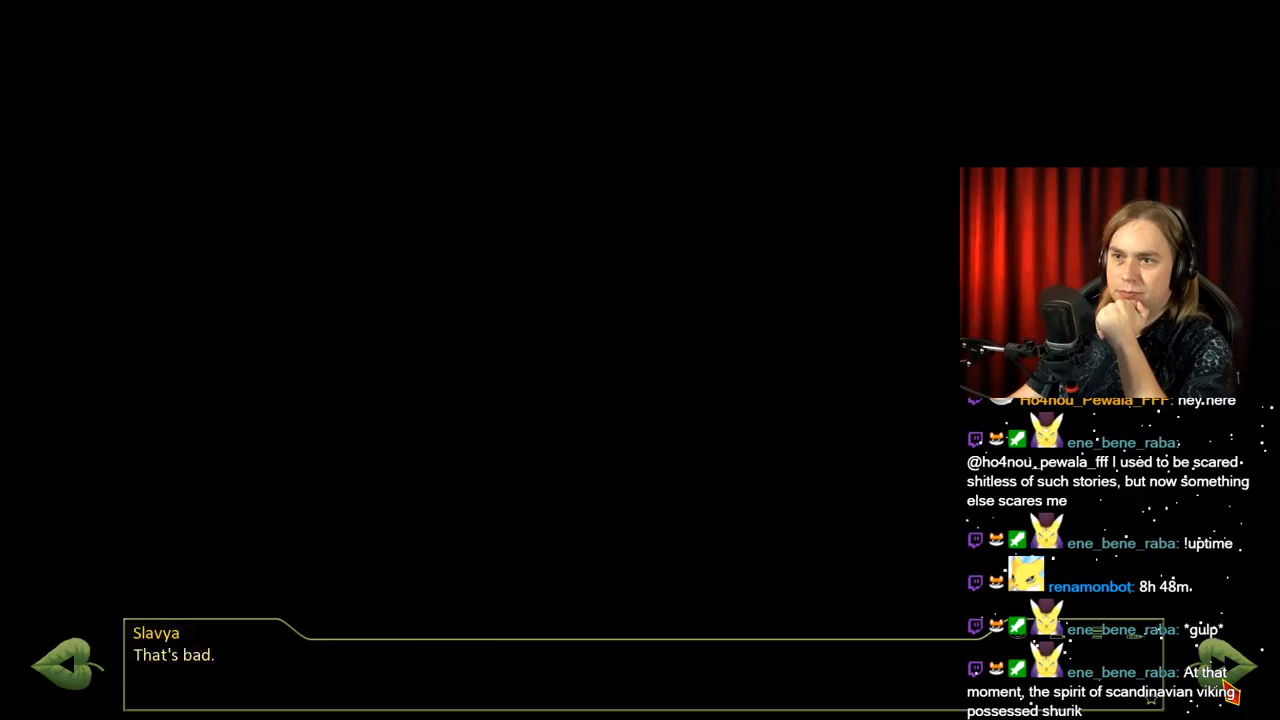 Ho4nou_Pewala_FFF: hey.here
ene_bene_raba:
@ho4nou_pewala_fff I used to be scared
shitless of such stories, but now something
else scares me
ene_bene_raba: !uptime
renamonbot: 8h 48m.
ene_bene_raba: *gulp*
ene_bene_raba: At that
moment, the spirit of scandinavian viking
possessed shurik
Slavya
That's bad.